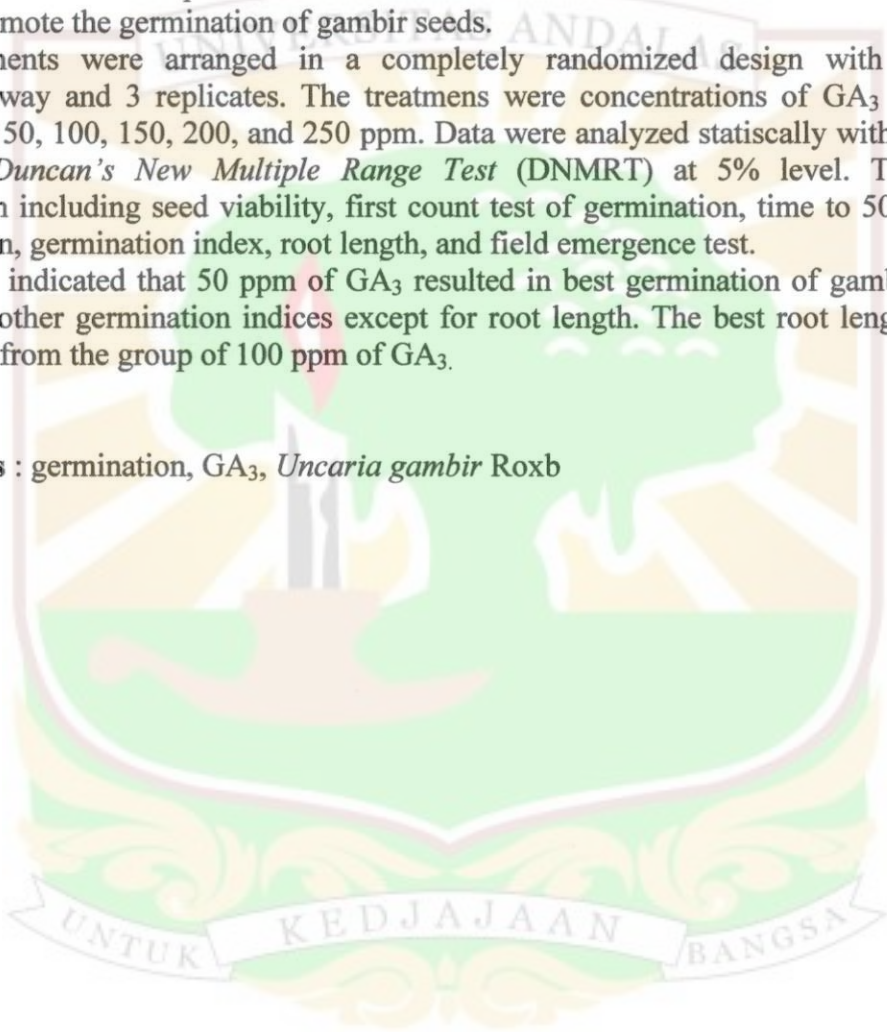 mote the germination of gambir seeds.
ents were arranged in a completely randomized design with
way and 3 replicates. The treatmens were concentrations of GA₃
50, 100, 150, 200, and 250 ppm. Data were analyzed statiscally with
Duncan's New Multiple Range Test (DNMRT) at 5% level. T
including seed viability, first count test of germination, time to 50
n, germination index, root length, and field emergence test.
indicated that 50 ppm of GA₃ resulted in best germination of gamb
other germination indices except for root length. The best root leng
from the group of 100 ppm of GA₃.
s : germination, GA₃, Uncaria gambir Roxb
UNIVERSITAS ANDALAS
UNTUK KEDJAJAAN BANGSA